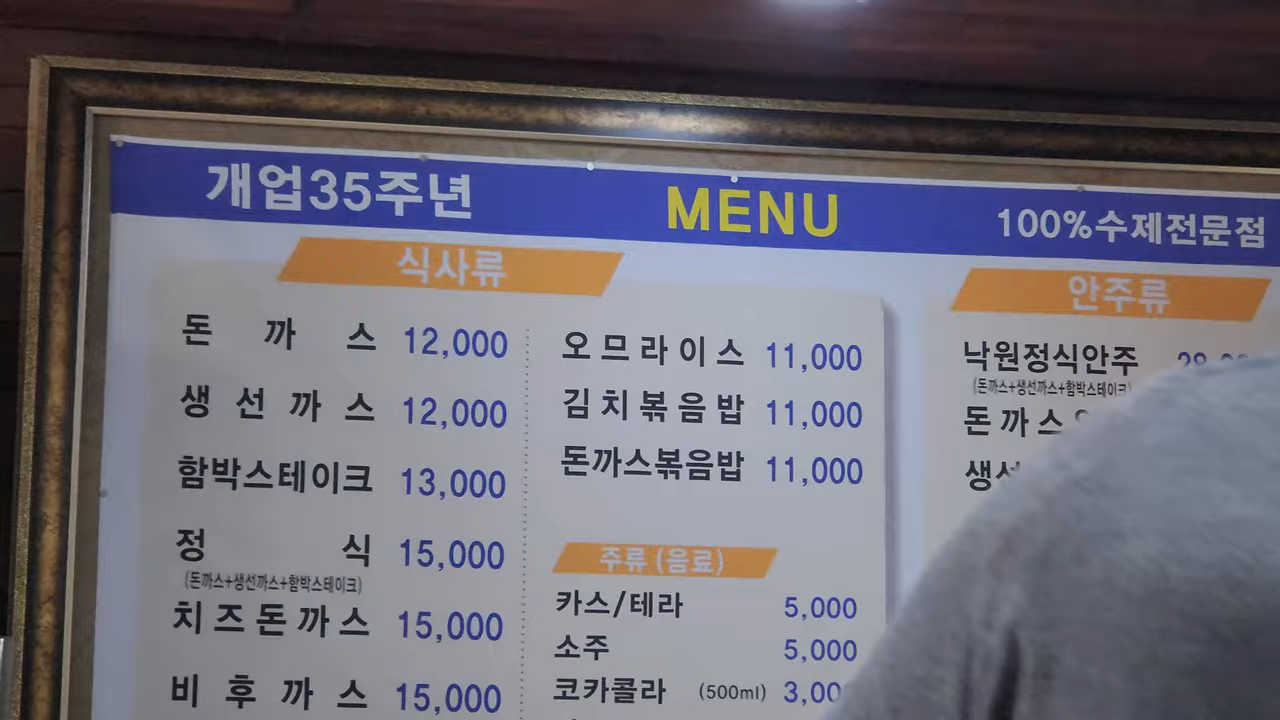 개업35주년 MENU 100%수제전문점
식사류
돈까스 12,000
생선까스 12,000
함박스테이크 13,000
정식 15,000
(돈까스+생선까스+함박스테이크)
치즈돈까스 15,000
비후까스 15,000
오므라이스 11,000
김치볶음밥 11,000
돈까스볶음밥 11,000
주류(음료)
카스/테라 5,000
소주 5,000
코카콜라 (500ml)
안주류
낙원정식안주
(돈까스+생선까스+함박스테이크)
돈까스